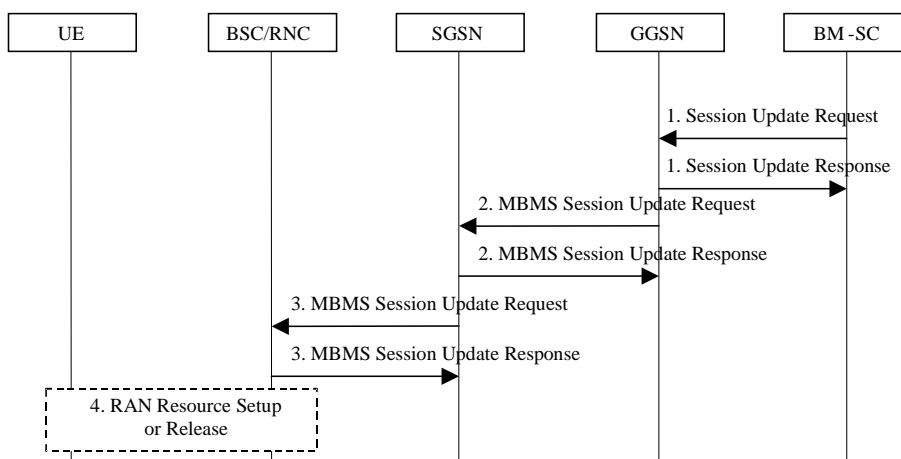 UE
BSC/RNC
SGSN
GGSN
BM -SC
1. Session Update Request
1. Session Update Response
2. MBMS Session Update Request
2. MBMS Session Update Response
3. MBMS Session Update Request
3. MBMS Session Update Response
4. RAN Resource Setup
or Release